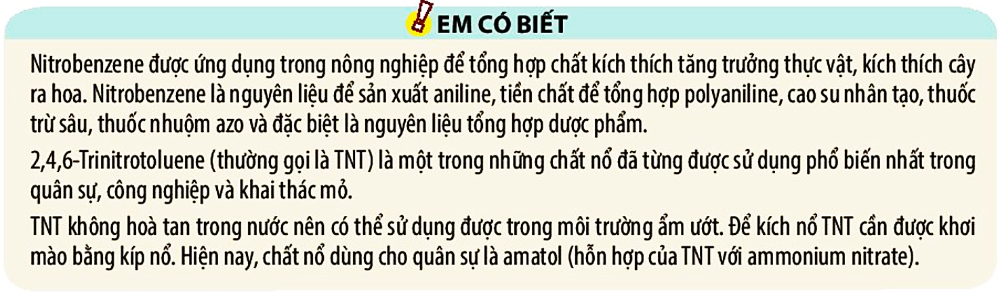 EM CÓ BIẾT
Nitrobenzene được ứng dụng trong nông nghiệp để tổng hợp chất kích thích tăng trưởng thực vật, kích thích cây
ra hoa. Nitrobenzene là nguyên liệu để sản xuất aniline, tiền chất để tổng hợp polyaniline, cao su nhân tạo, thuốc
trừ sâu, thuốc nhuộm azo và đặc biệt là nguyên liệu tổng hợp dược phẩm.
2,4,6-Trinitrotoluene (thường gọi là TNT) là một trong những chất nổ đã từng được sử dụng phổ biến nhất trong
quân sự, công nghiệp và khai thác mỏ.
TNT không hoà tan trong nước nên có thể sử dụng được trong môi trường ẩm ướt. Để kích nổ TNT cần được khơi
mào bằng kíp nổ. Hiện nay, chất nổ dùng cho quân sự là amatol (hỗn hợp của TNT với ammonium nitrate).